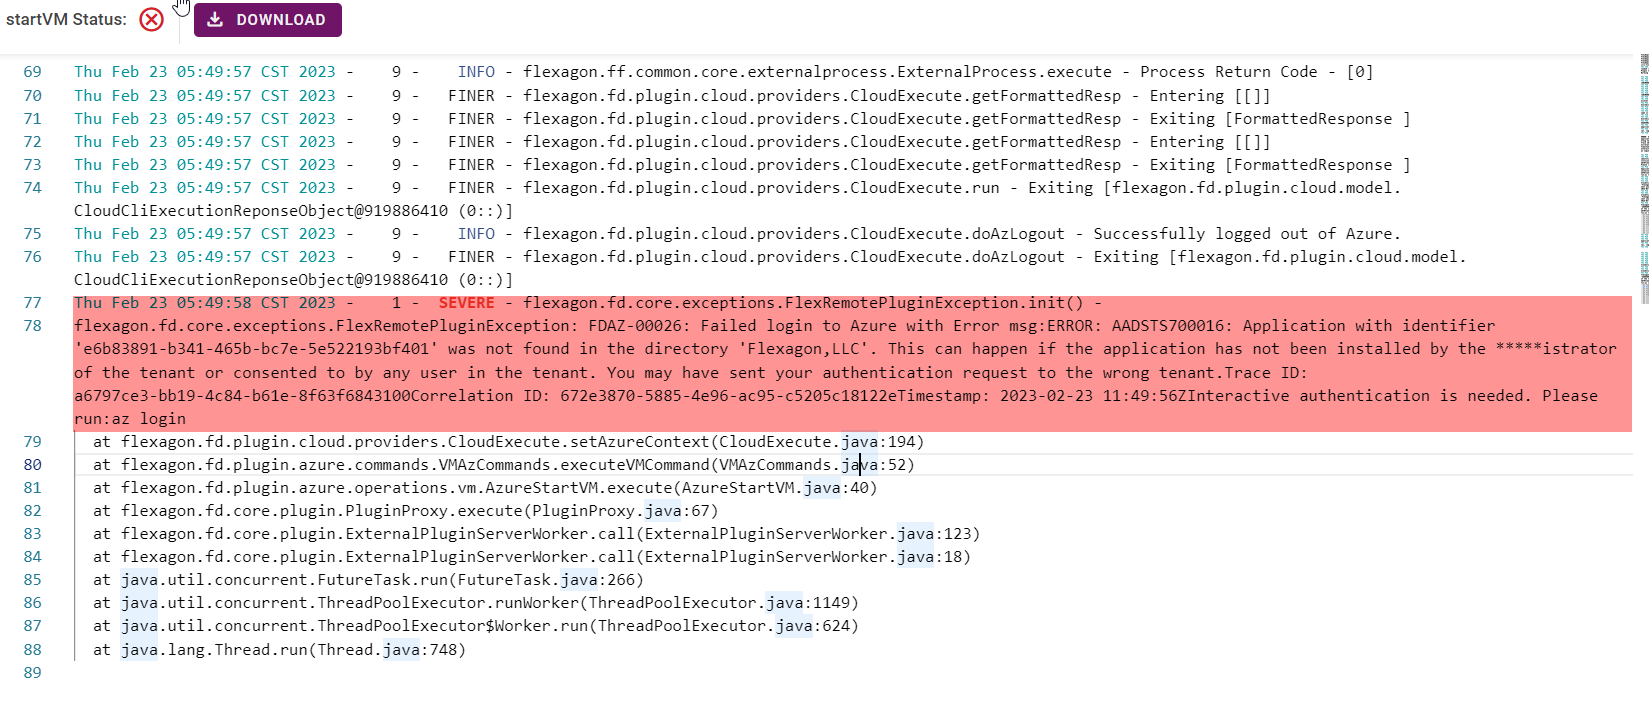 startVM Status: DOWNLOAD
69 Thu Feb 23 05:49:57 CST 2023 - 9 - INFO - flexagon.ff.common.core.externalprocess.ExternalProcess.execute - Process Return Code - [0]
70 Thu Feb 23 05:49:57 CST 2023 - 9 - FINER - flexagon.fd.plugin.cloud.providers.CloudExecute.getFormattedResp - Entering [[]]
71 Thu Feb 23 05:49:57 CST 2023 - 9 - FINER - flexagon.fd.plugin.cloud.providers.CloudExecute.getFormattedResp - Exiting [FormattedResponse ]
72 Thu Feb 23 05:49:57 CST 2023 - 9 - FINER - flexagon.fd.plugin.cloud.providers.CloudExecute.getFormattedResp - Entering [[]]
73 Thu Feb 23 05:49:57 CST 2023 - 9 - FINER - flexagon.fd.plugin.cloud.providers.CloudExecute.getFormattedResp - Exiting [FormattedResponse ]
74 Thu Feb 23 05:49:57 CST 2023 - 9 - FINER - flexagon.fd.plugin.cloud.providers.CloudExecute.run - Exiting [flexagon.fd.plugin.cloud.model.
CloudCliExecutionReponseObject@919886410 (0::)]
75 Thu Feb 23 05:49:57 CST 2023 - 9 - INFO - flexagon.fd.plugin.cloud.providers.CloudExecute.doAzLogout - Successfully logged out of Azure.
76 Thu Feb 23 05:49:57 CST 2023 - 9 - FINER - flexagon.fd.plugin.cloud.providers.CloudExecute.doAzLogout - Exiting [flexagon.fd.plugin.cloud.model.
CloudCliExecutionReponseObject@919886410 (0::)]
77 Thu Feb 23 05:49:58 CST 2023 - 1 - SEVERE - flexagon.fd.core.exceptions.FlexRemotePluginException.init() -
78 flexagon.fd.core.exceptions.FlexRemotePluginException: FDAZ-00026: Failed login to Azure with Error msg:ERROR: AADSTS700016: Application with identifier
'e6b83891-b341-465b-bc7e-5e522193bf401' was not found in the directory 'Flexagon,LLC'. This can happen if the application has not been installed by the *****istrator
of the tenant or consented to by any user in the tenant. You may have sent your authentication request to the wrong tenant.Trace ID:
a6797ce3-bb19-4c84-b61e-8f63f6843100Correlation ID: 672e3870-5885-4e96-ac95-c5205c18122eTimestamp: 2023-02-23 11:49:56ZInteractive authentication is needed. Please
run:az login
79 at flexagon.fd.plugin.cloud.providers.CloudExecute.setAzureContext(CloudExecute.java:194)
80 at flexagon.fd.plugin.azure.commands.VMAzCommands.executeVMCommand(VMAzCommands.java:52)
81 at flexagon.fd.plugin.azure.operations.vm.AzureStartVM.execute(AzureStartVM.java:40)
82 at flexagon.fd.core.plugin.PluginProxy.execute(PluginProxy.java:67)
83 at flexagon.fd.core.plugin.ExternalPluginServerWorker.call(ExternalPluginServerWorker.java:123)
84 at flexagon.fd.core.plugin.ExternalPluginServerWorker.call(ExternalPluginServerWorker.java:18)
85 at java.util.concurrent.FutureTask.run(FutureTask.java:266)
86 at java.util.concurrent.ThreadPoolExecutor.runWorker(ThreadPoolExecutor.java:1149)
87 at java.util.concurrent.ThreadPoolExecutor$Worker.run(ThreadPoolExecutor.java:624)
88 at java.lang.Thread.run(Thread.java:748)
89